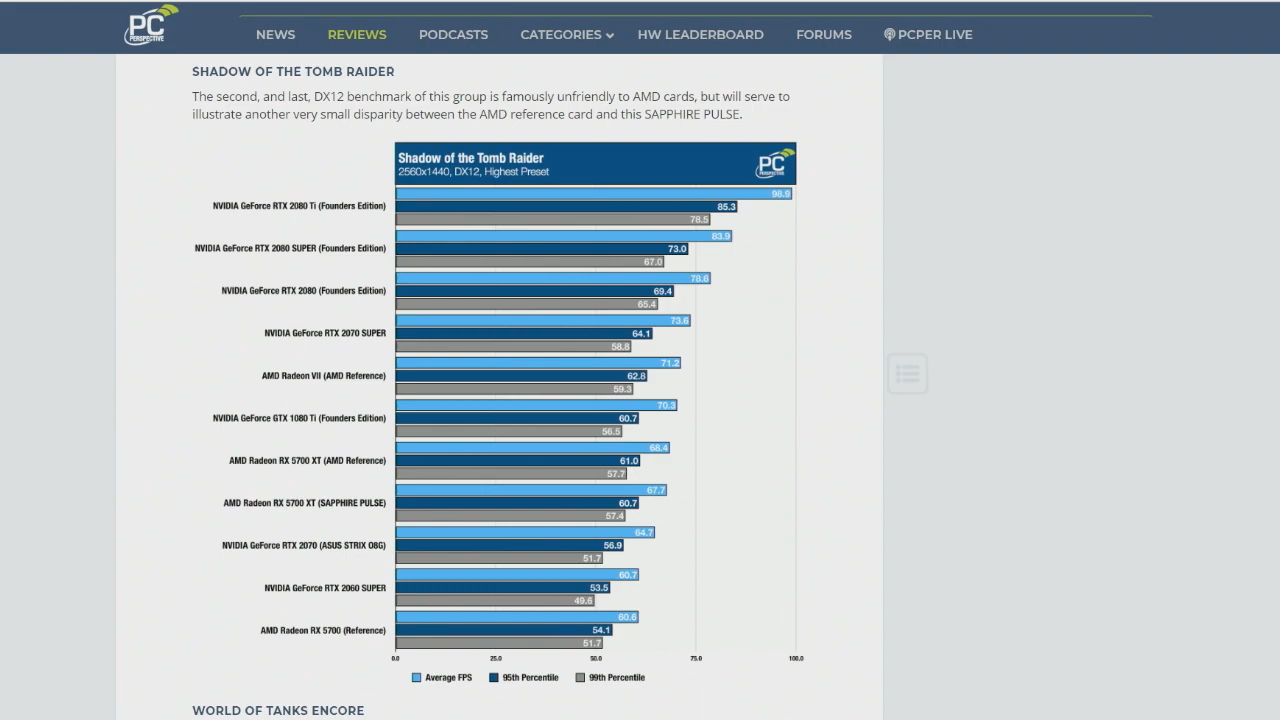 PC
PERSPECTIVE
NEWS
REVIEWS
PODCASTS
CATEGORIES
HW LEADERBOARD
FORUMS
PCPER LIVE
SHADOW OF THE TOMB RAIDER
The second, and last, DX12 benchmark of this group is famously unfriendly to AMD cards, but will serve to
illustrate another very small disparity between the AMD reference card and this SAPPHIRE PULSE.
Shadow of the Tomb Raider
2560x1440, DX12, Highest Preset
PC
PERSPECTIVE
98.9
NVIDIA GeForce RTX 2080 Ti (Founders Edition)
85.3
78.5
83.9
NVIDIA GeForce RTX 2080 SUPER (Founders Edition)
73.0
67.0
78.6
NVIDIA GeForce RTX 2080 (Founders Edition)
69.4
65.4
73.6
NVIDIA GeForce RTX 2070 SUPER
64.1
58.8
71.2
AMD Radeon VII (AMD Reference)
62.8
59.3
70.3
NVIDIA GeForce GTX 1080 Ti (Founders Edition)
60.7
56.5
68.4
AMD Radeon RX 5700 XT (AMD Reference)
61.0
57.7
67.7
AMD Radeon RX 5700 XT (SAPPHIRE PULSE)
60.7
57.4
64.7
NVIDIA GeForce RTX 2070 (ASUS STRIX O8G)
56.9
51.7
60.7
NVIDIA GeForce RTX 2060 SUPER
53.5
49.6
60.6
AMD Radeon RX 5700 (Reference)
54.1
51.7
0.0 25.0 50.0 75.0 100.0
Average FPS 95th Percentile 99th Percentile
WORLD OF TANKS ENCORE